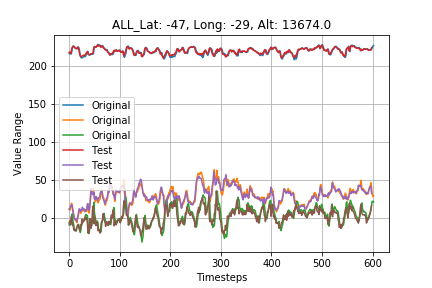 ALL_Lat: -47, Long: -29, Alt: 13674.0
200
150
100
50
0
Value Range
Original
Original
Original
Test
Test
Test
0 100 200 300 400 500 600
Timesteps